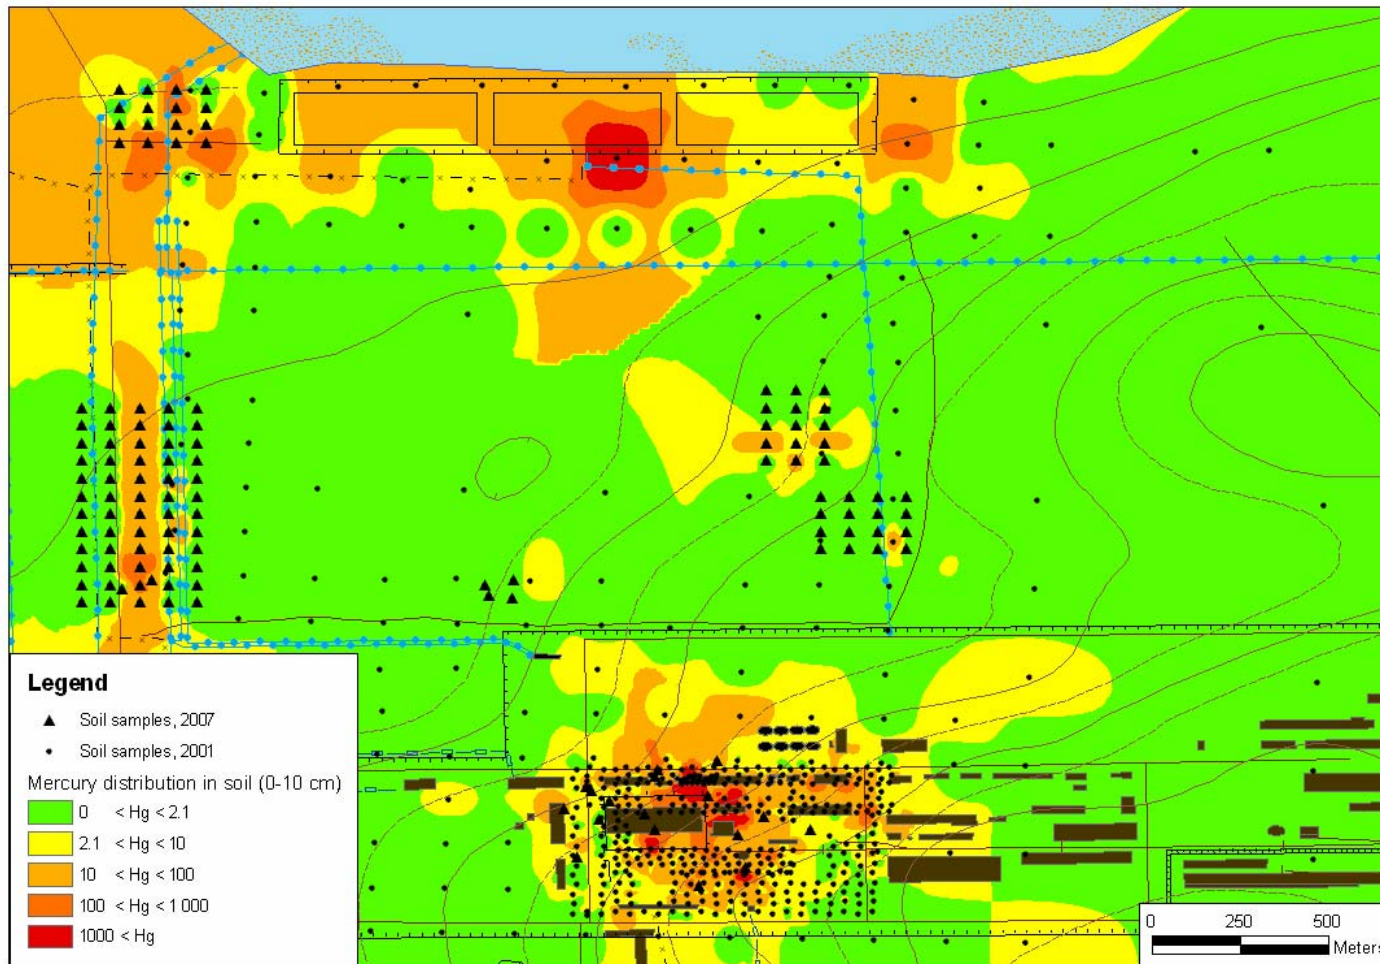 Legend
Soil samples, 2007
Soil samples, 2001
Mercury distribution in soil (0-10 cm)
0 < Hg < 2.1
2.1 < Hg < 10
10 < Hg < 100
100 < Hg < 1 000
1000 < Hg
0 250 500
Meters